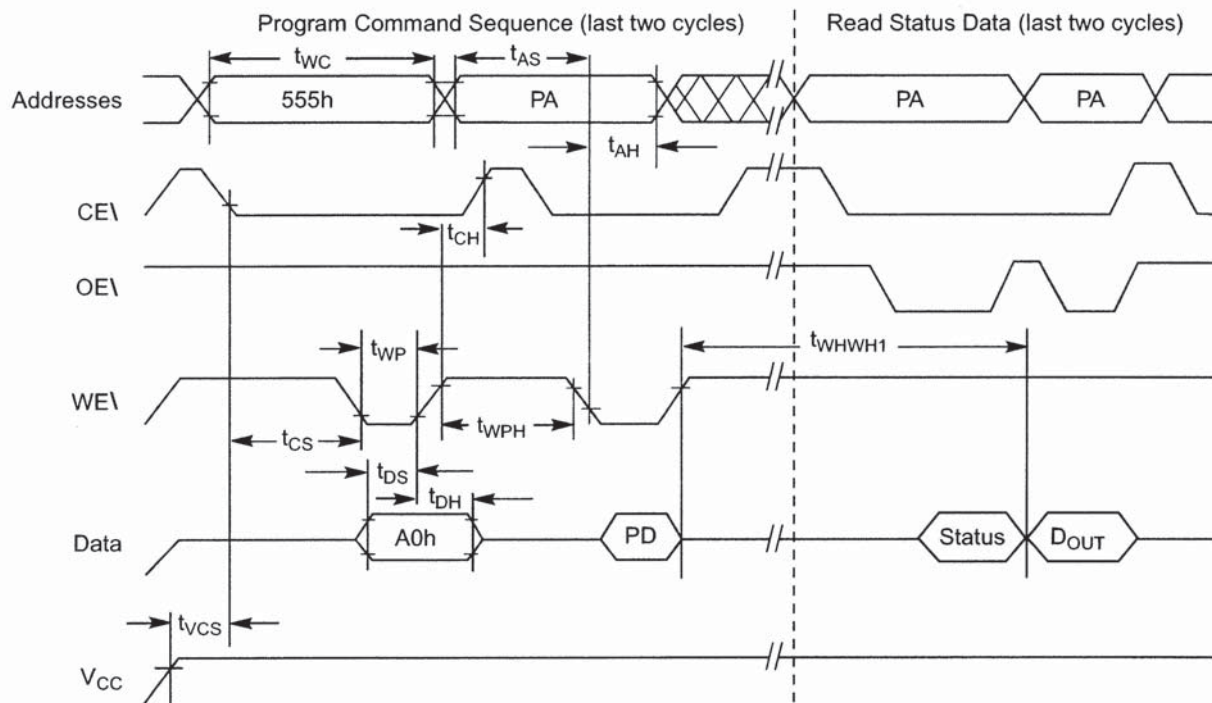 Program Command Sequence (last two cycles) Read Status Data (last two cycles)
tWC tAS
Addresses 555h PA PA PA
tAH
CE\
tCH
OE\
tWP tWHWH1
WE\
tCS tWPH
tDS
tDH
Data A0h PD Status DOUT
tVCS
VCC